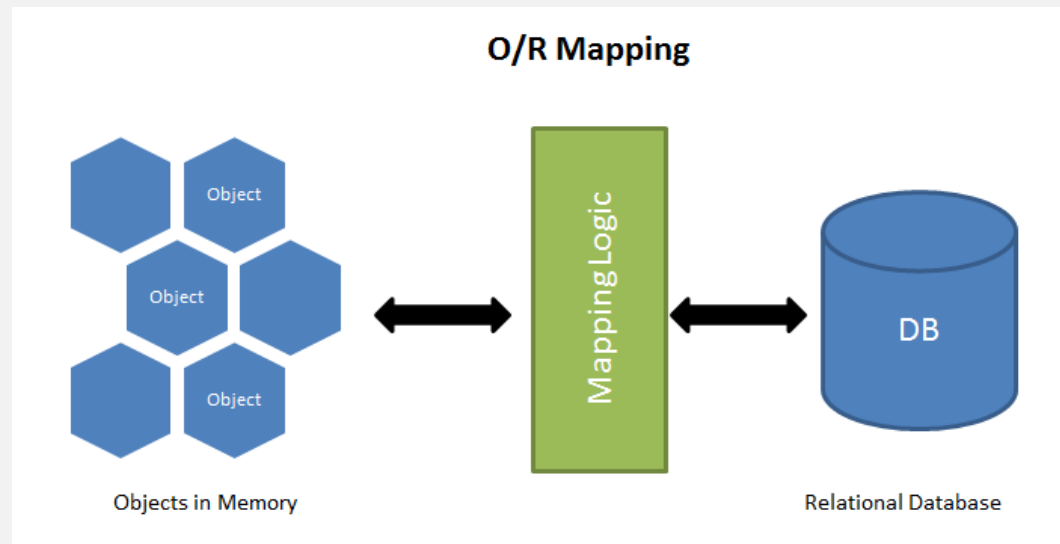 O/R Mapping
Object
Object
Object
Mapping Logic
DB
Objects in Memory
Relational Database